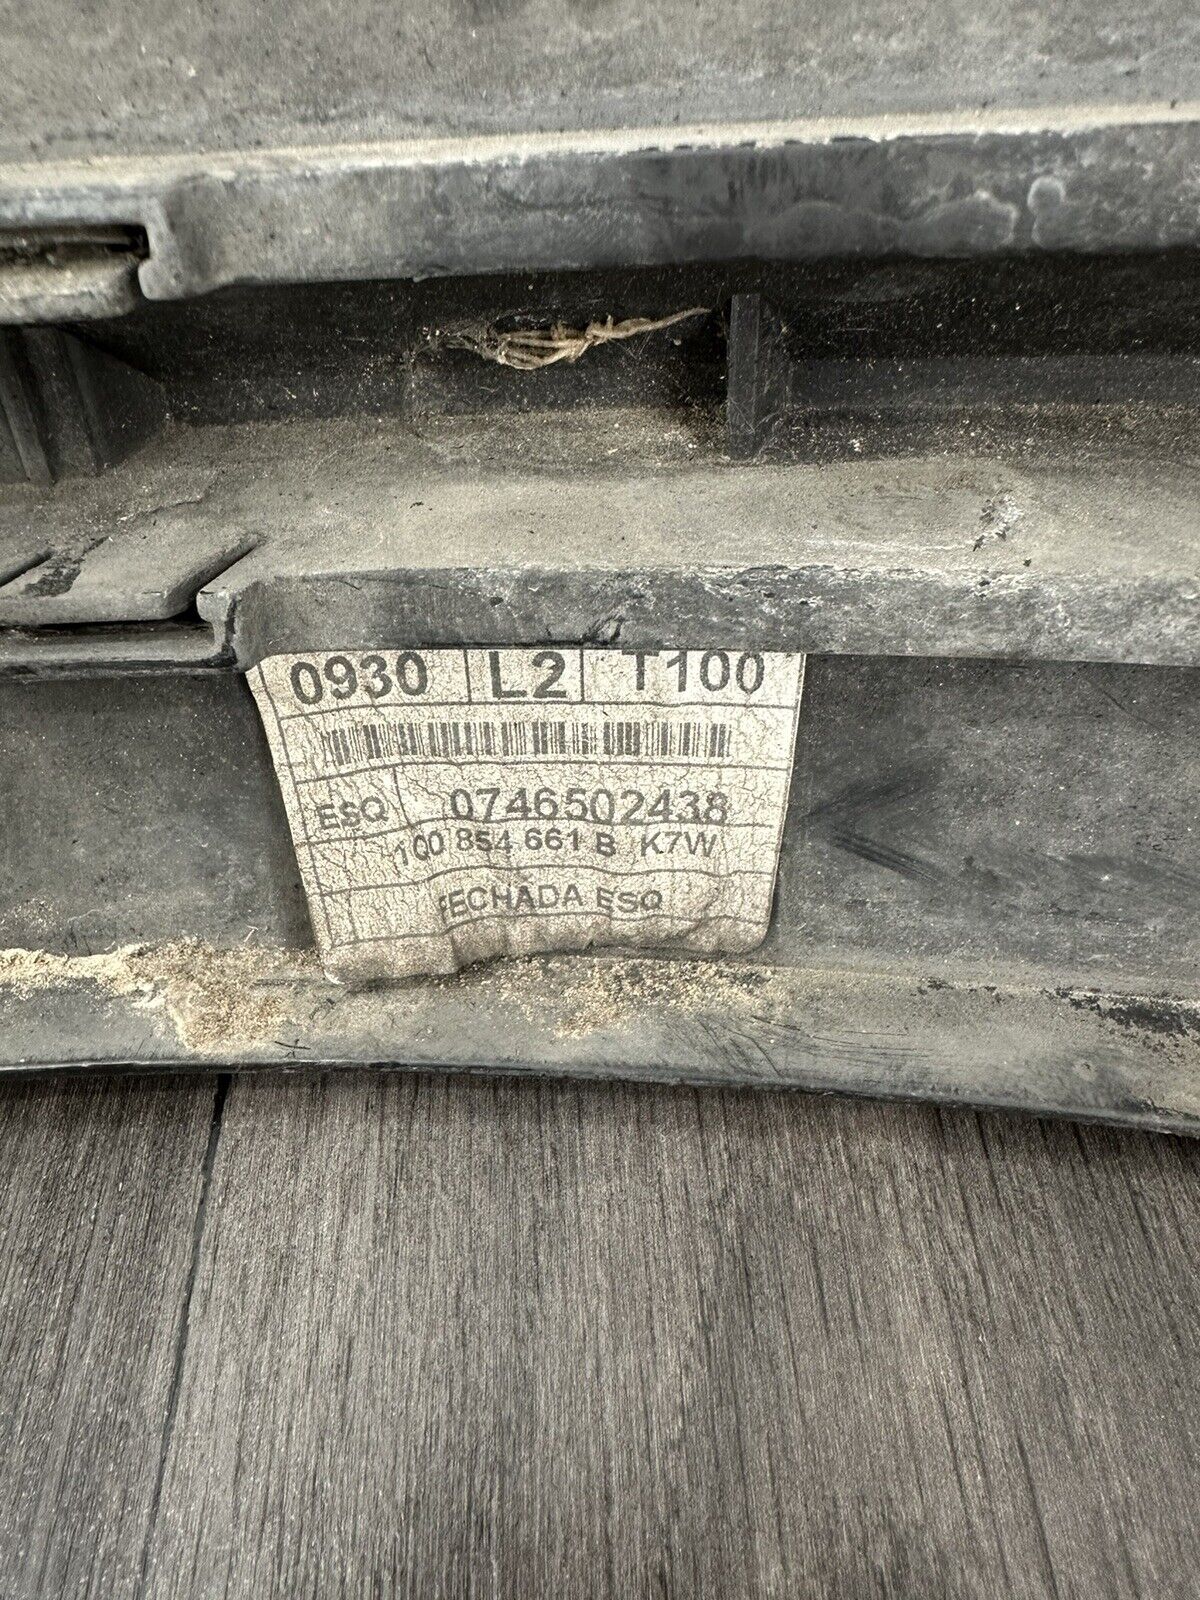 0930 L2 T100
ESQ 0746502438
1Q0 854 661 B K7W
FECHADA ESQ